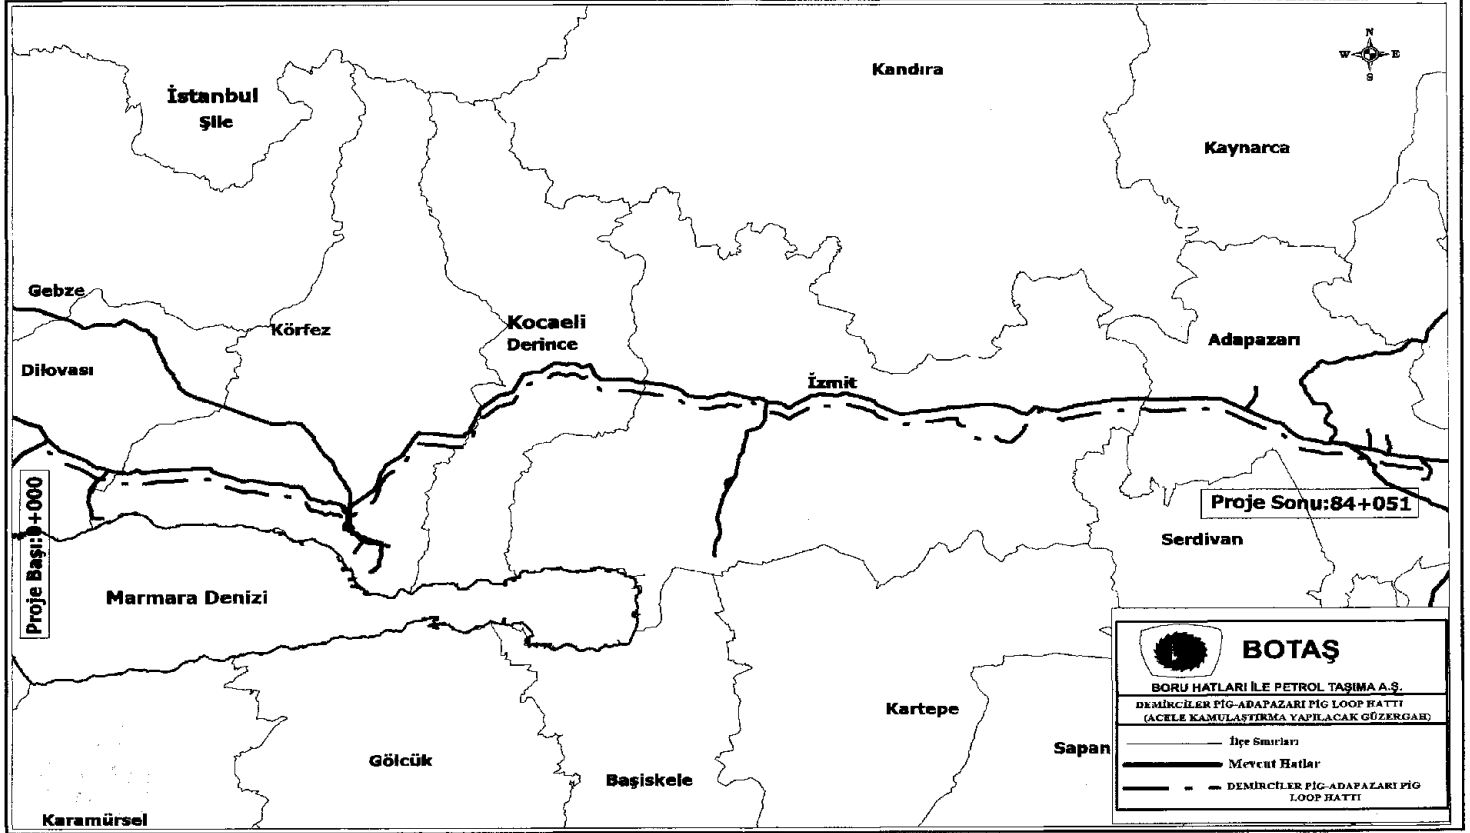 N
W E
S
Kandıra
İstanbul
Şile
Kaynarca
Gebze
Körfez
Kocaeli
Derince
Adapazarı
Dilovası
İzmit
Proje Başı:0+000
Proje Sonu:84+051
Serdivan
Marmara Denizi
Kartepe
Sapan
Gölcük
Başiskele
Karamürsel
BOTAŞ
BORU HATLARI İLE PETROL TAŞIMA A.Ş.
DEMİRCİLER PİG-ADAPAZARI PİG LOOP HATTI
(ACELE KAMULAŞTIRMA YAPILACAK GÜZERGAH)
İlçe Sınırları
Mevcut Hatlar
DEMİRCİLER PİG-ADAPAZARI PİG
LOOP HATTI